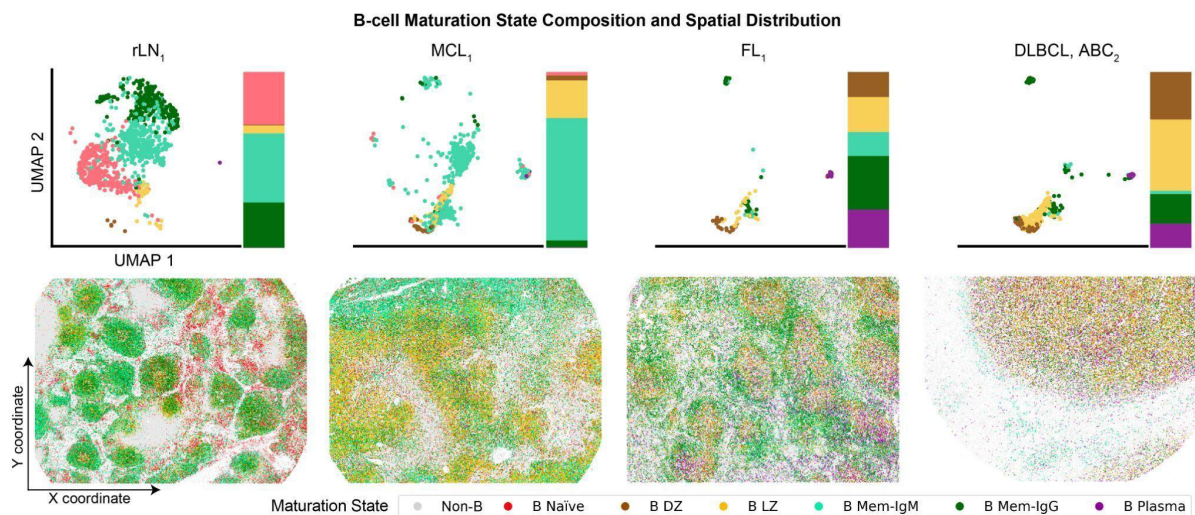 B-cell Maturation State Composition and Spatial Distribution
rLN₁
MCL₁
FL₁
DLBCL, ABC₂
UMAP 2
UMAP 1
Y coordinate
X coordinate
Maturation State
Non-B
B Naïve
B DZ
B LZ
B Mem-IgM
B Mem-IgG
B Plasma